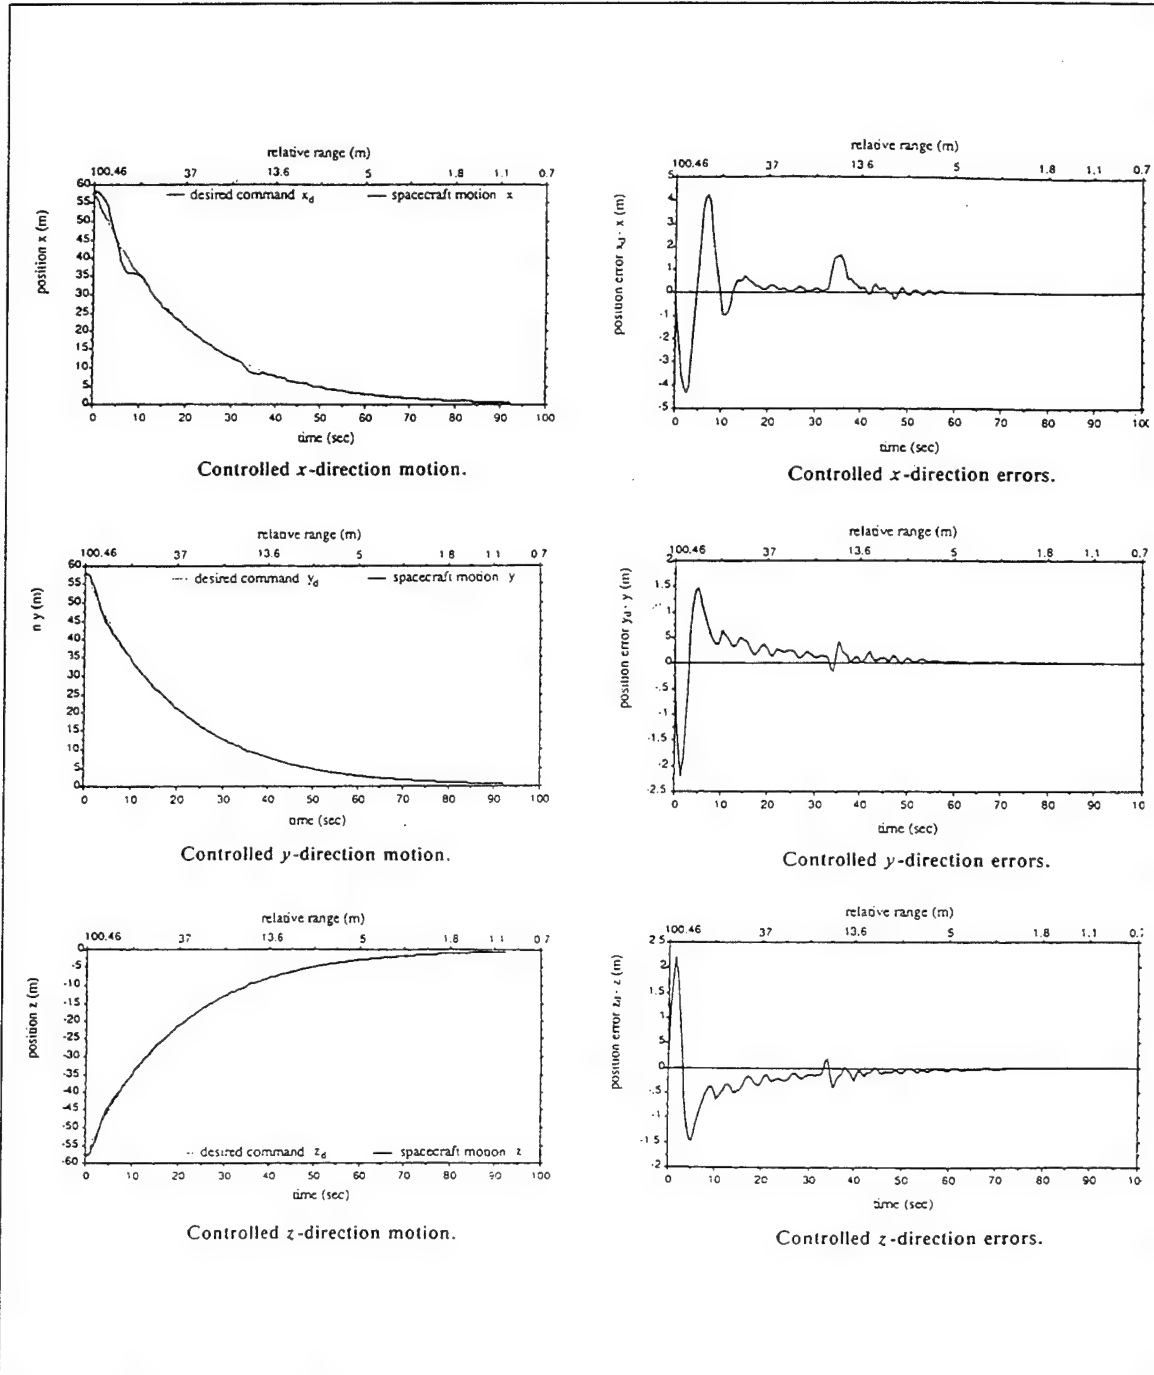 relative range (m)
100.46 37 13.6 5 1.8 1.1 0.7
60
55
50
45
40
35
30
25
20
15
10
5
0
position x (m)
desired command x_d spacecraft motion x
0 10 20 30 40 50 60 70 80 90 100
time (sec)
Controlled x-direction motion.
relative range (m)
100.46 37 13.6 5 1.8 1.1 0.7
5
4
3
2
1
0
-1
-2
-3
-4
-5
position error x_d - x (m)
0 10 20 30 40 50 60 70 80 90 10
time (sec)
Controlled x-direction errors.
relative range (m)
100.46 37 13.6 5 1.8 1.1 0.7
60
55
50
45
40
35
30
25
20
15
10
5
0
n y (m)
desired command y_d spacecraft motion y
0 10 20 30 40 50 60 70 80 90 100
time (sec)
Controlled y-direction motion.
relative range (m)
100.46 37 13.6 5 1.8 1.1 0.7
2
1.5
1
.5
0
-.5
-1
-1.5
-2
-2.5
position error y_d - y (m)
0 10 20 30 40 50 60 70 80 90 10
time (sec)
Controlled y-direction errors.
relative range (m)
100.46 37 13.6 5 1.8 1.1 0.7
0
-5
-10
-15
-20
-25
-30
-35
-40
-45
-50
-55
-60
position z (m)
desired command z_d spacecraft motion z
0 10 20 30 40 50 60 70 80 90 100
time (sec)
Controlled z-direction motion.
relative range (m)
100.46 37 13.6 5 1.8 1.1 0.
2.5
2
1.5
1
.5
0
-.5
-1
-1.5
-2
position error z_d - z (m)
0 10 20 30 40 50 60 70 80 90 10
time (sec)
Controlled z-direction errors.